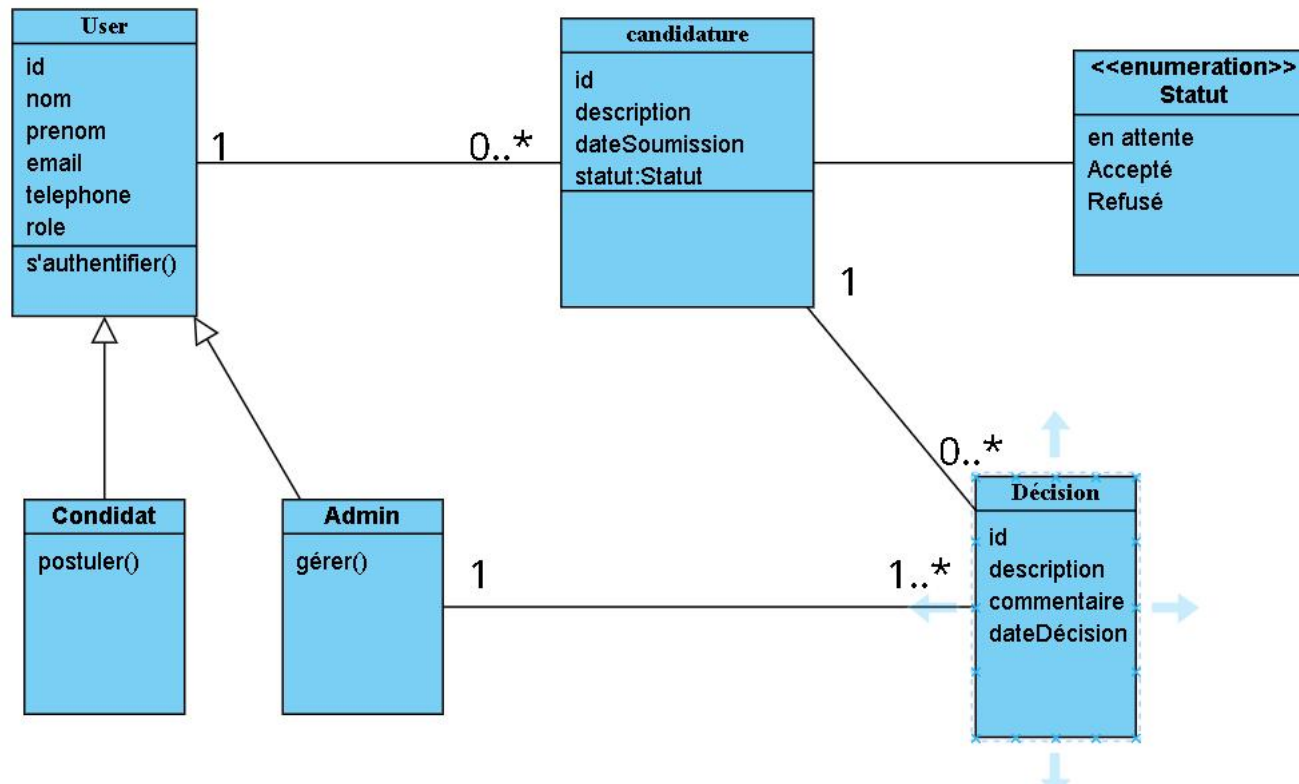 User
id
nom
prenom
email
telephone
role
s'authentifier()
1
0..*
candidature
id
description
dateSoumission
statut:Statut
<<enumeration>>
Statut
en attente
Accepté
Refusé
1
0..*
Condidat
postuler()
Admin
gérer()
1
1..*
Décision
id
description
commentaire
dateDécision